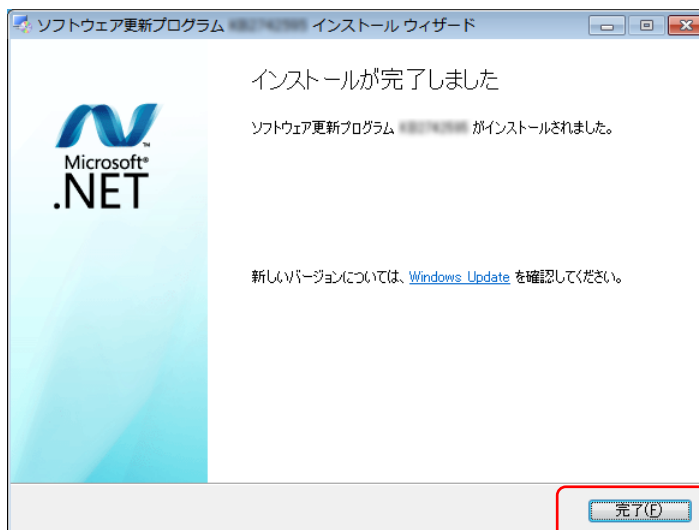 ソフトウェア更新プログラム インストール ウィザード
インストールが完了しました
ソフトウェア更新プログラム がインストールされました。
Microsoft®
.NET
TM
新しいバージョンについては、Windows Update を確認してください。
完了(F)